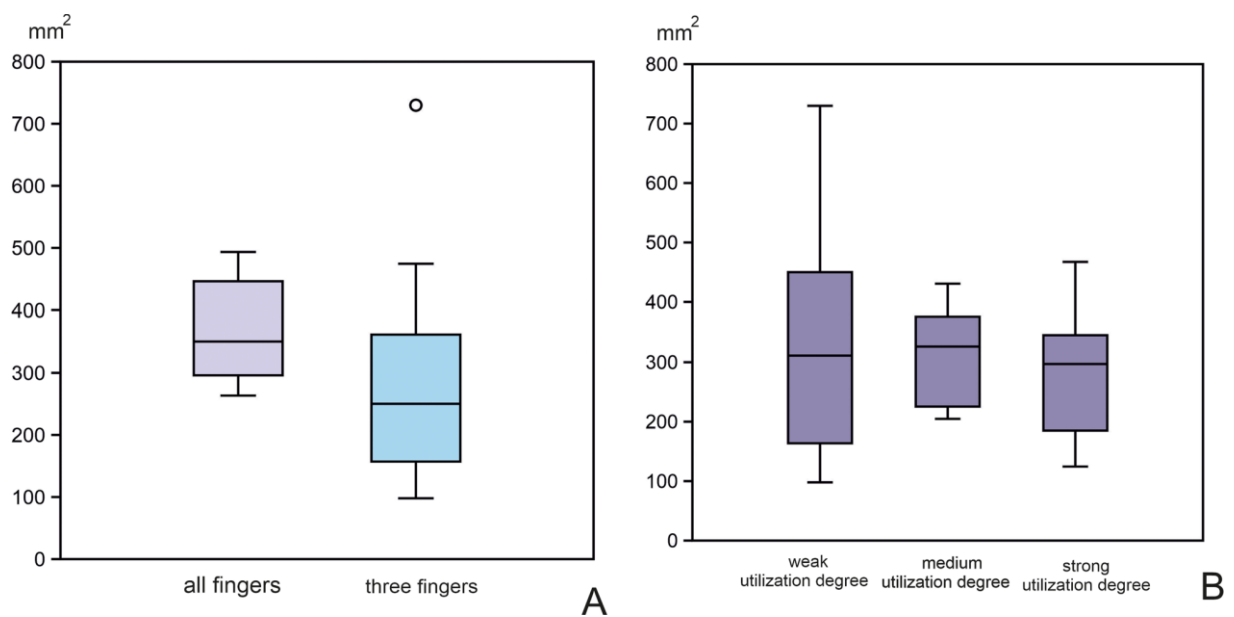 mm²
800
700
600
500
400
300
200
100
0
all fingers
three fingers
A
mm²
800
700
600
500
400
300
200
100
0
weak
utilization degree
medium
utilization degree
strong
utilization degree
B